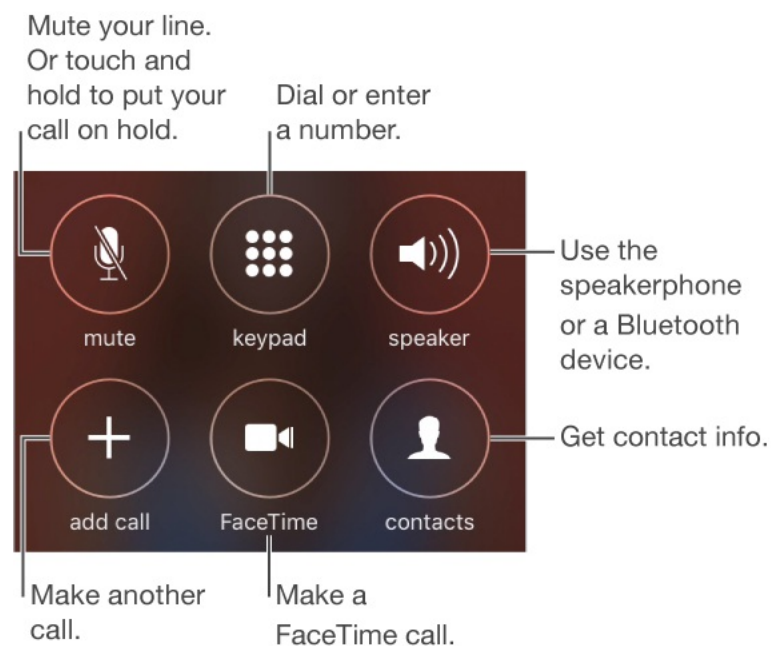 Mute your line.
Or touch and
hold to put your
call on hold.
Dial or enter
a number.
mute
keypad
speaker
Use the
speakerphone
or a Bluetooth
device.
add call
FaceTime
contacts
Get contact info.
Make another
call.
Make a
FaceTime call.